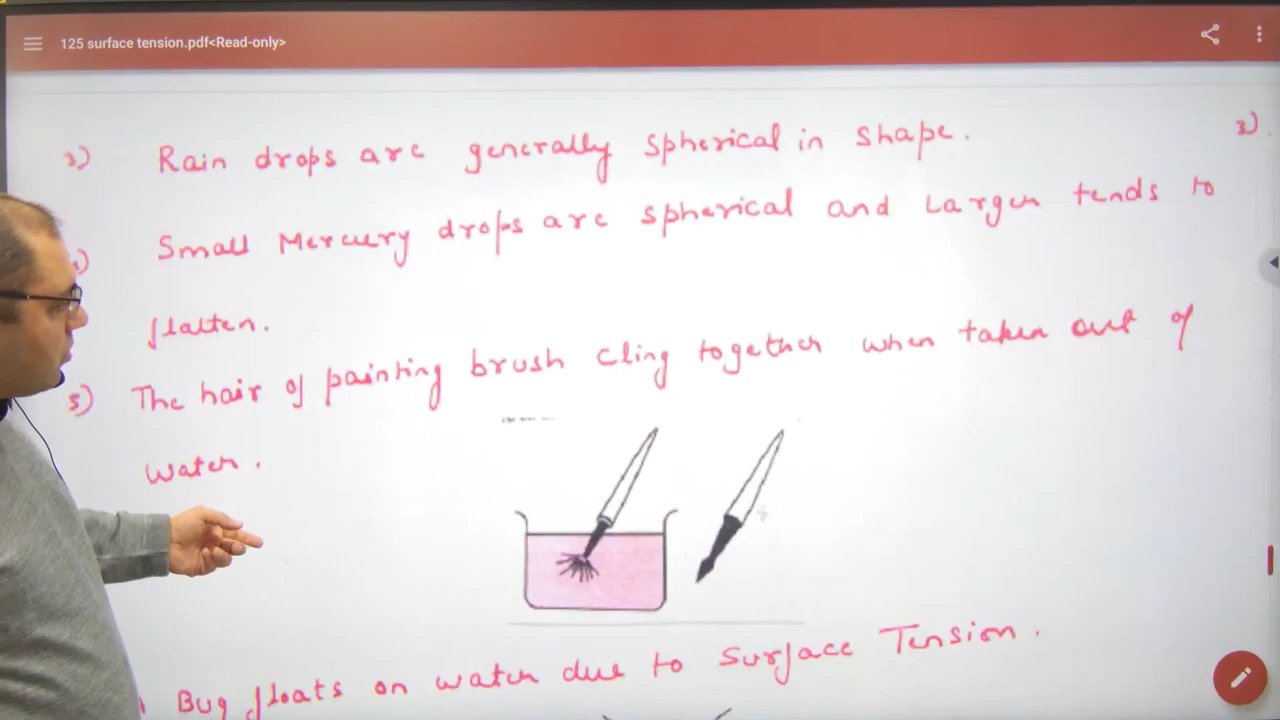 125 surface tension.pdf<Read-only>
3) Rain drops are generally spherical in shape. 3)
) Small Mercury drops are spherical and Larger tends to
flatten.
5) The hair of painting brush cling together when taken out of
water.
Bug floats on water due to Surface Tension.